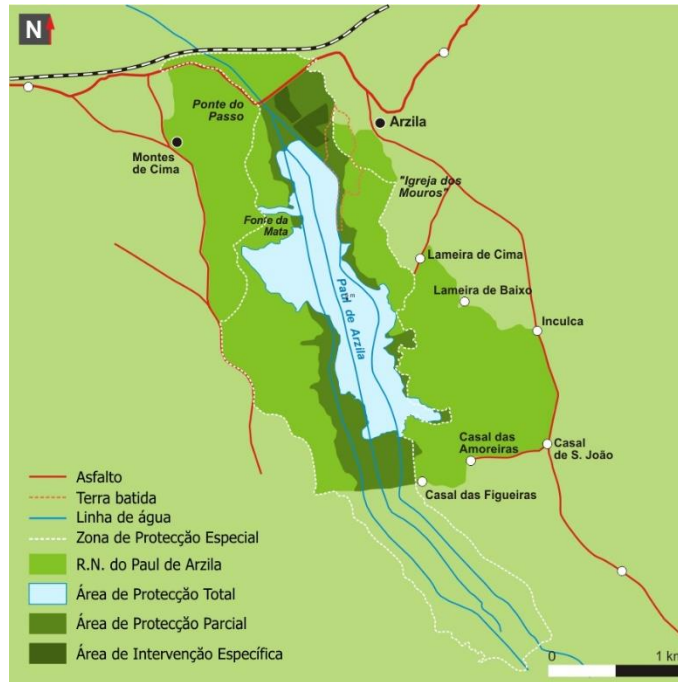 N
Ponte do
Passo
Arzila
Montes
de Cima
"Igreja dos
Mouros"
Fonte da
Mata
Lameira de Cima
Paul de Arzila
Lameira de Baixo
Inculca
Casal das
Amoreiras
Casal
de S. João
Casal das Figueiras
Asfalto
Terra batida
Linha de água
Zona de Protecção Especial
R.N. do Paul de Arzila
Área de Protecção Total
Área de Protecção Parcial
Área de Intervenção Específica
0 1 km